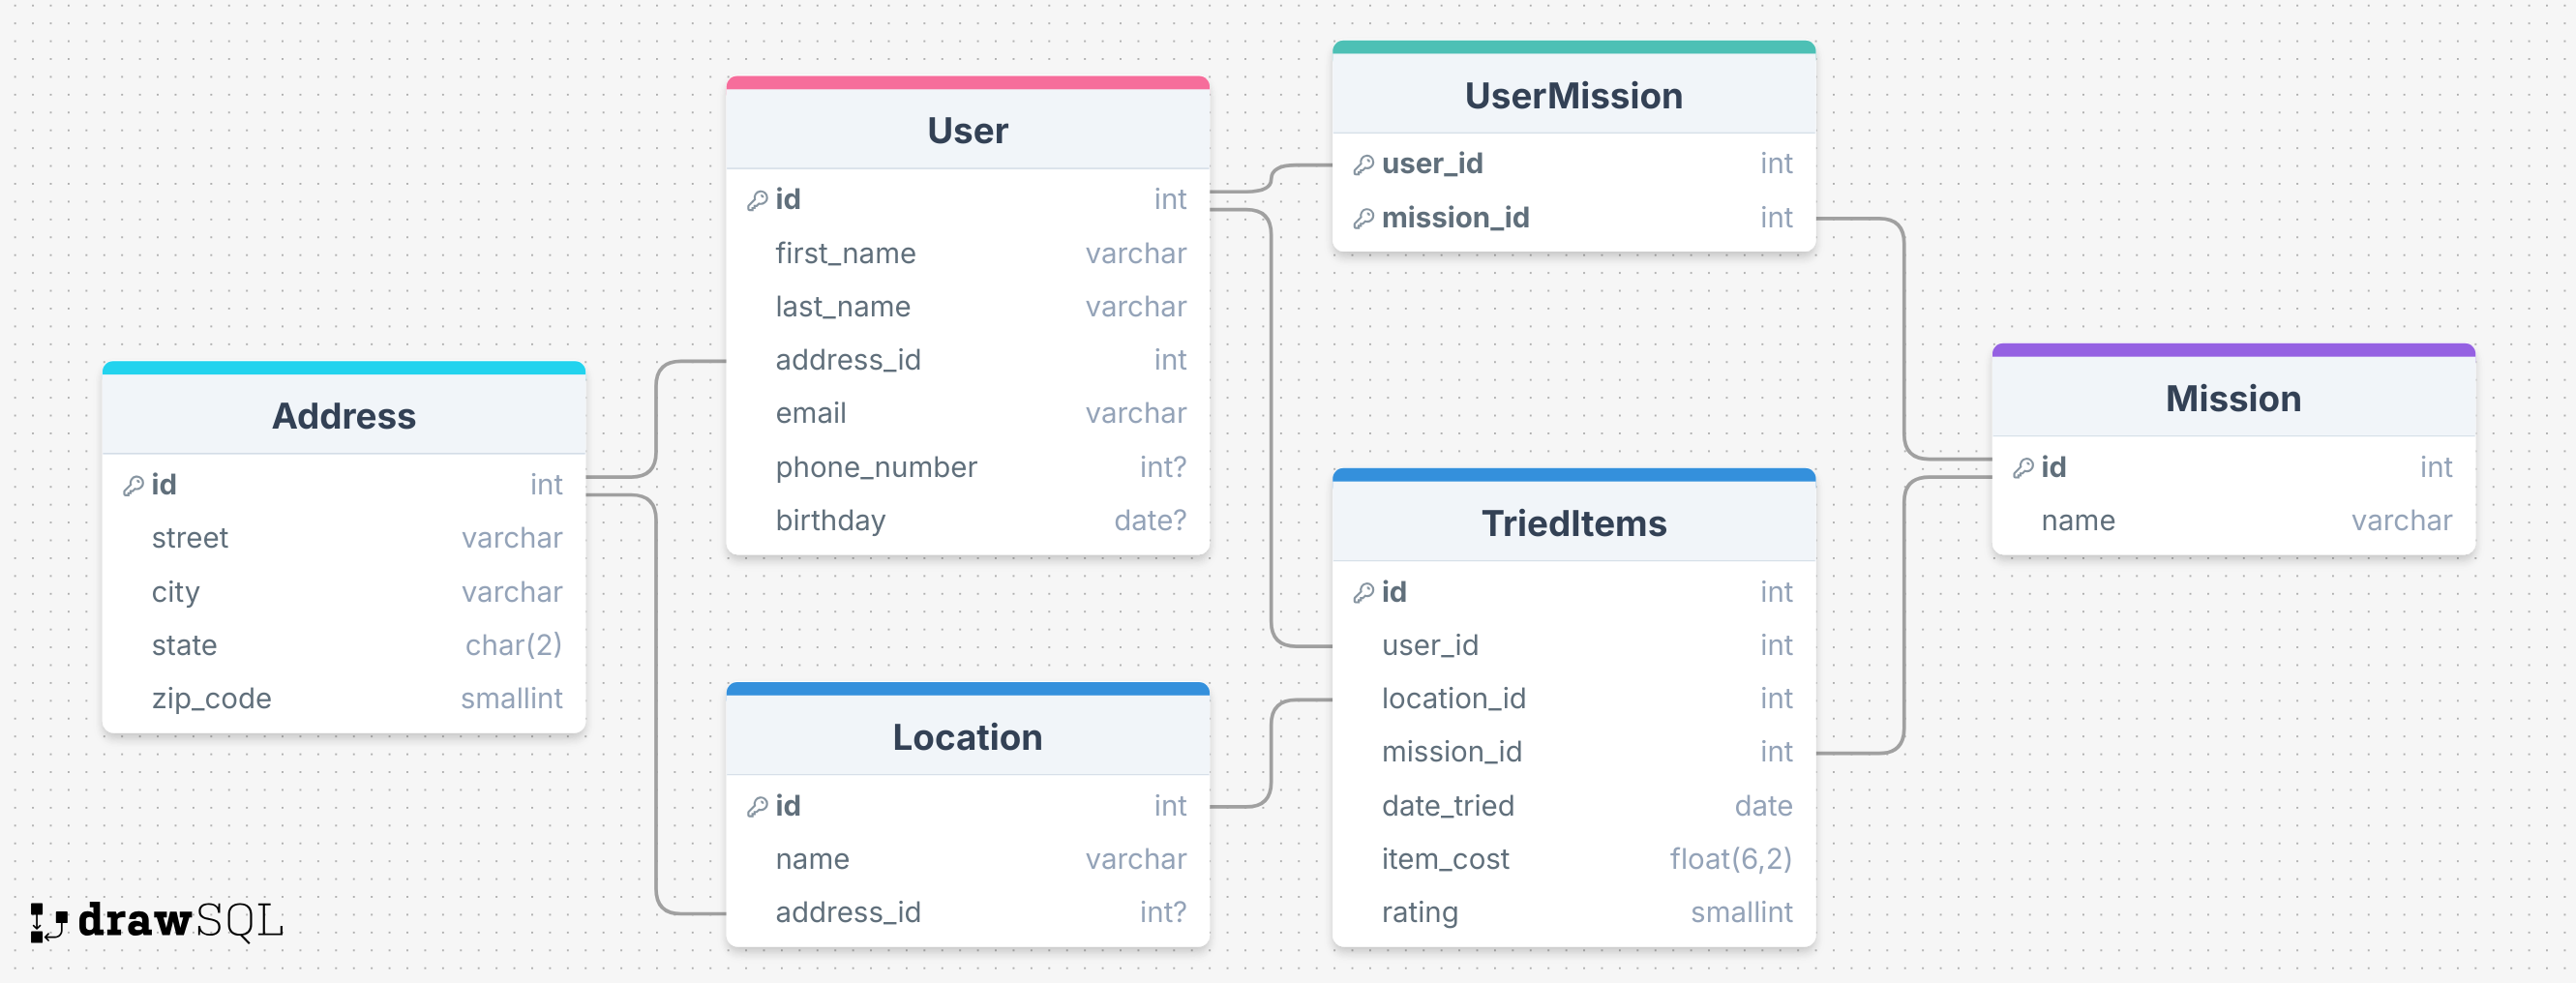 Address
id int
street varchar
city varchar
state char(2)
zip_code smallint
User
id int
first_name varchar
last_name varchar
address_id int
email varchar
phone_number int?
birthday date?
Location
id int
name varchar
address_id int?
UserMission
user_id int
mission_id int
TriedItems
id int
user_id int
location_id int
mission_id int
date_tried date
item_cost float(6,2)
rating smallint
Mission
id int
name varchar
drawSQL